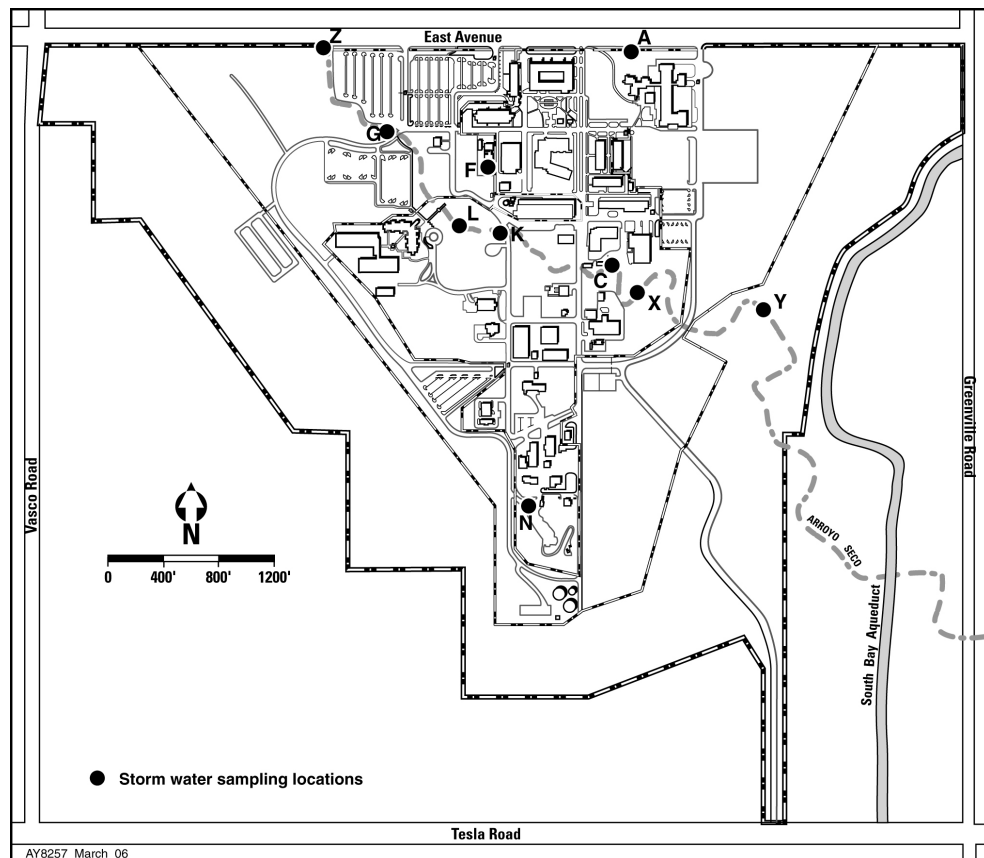 East Avenue
Z
A
G
F
L
K
C
X
Y
N
Vasco Road
Greenville Road
N
0 400' 800' 1200'
ARROYO SECO
South Bay Aqueduct
Storm water sampling locations
Tesla Road
AY8257 March 06